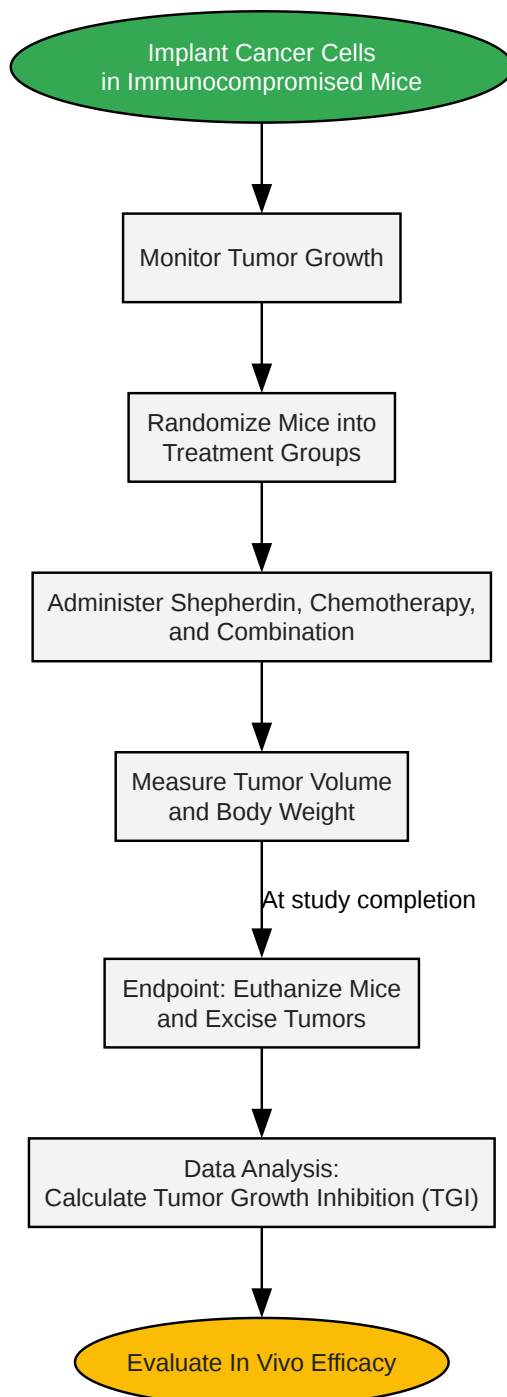 Implant Cancer Cells
in Immunocompromised Mice
Monitor Tumor Growth
Randomize Mice into
Treatment Groups
Administer Shepherdin, Chemotherapy,
and Combination
Measure Tumor Volume
and Body Weight
At study completion
Endpoint: Euthanize Mice
and Excise Tumors
Data Analysis:
Calculate Tumor Growth Inhibition (TGI)
Evaluate In Vivo Efficacy